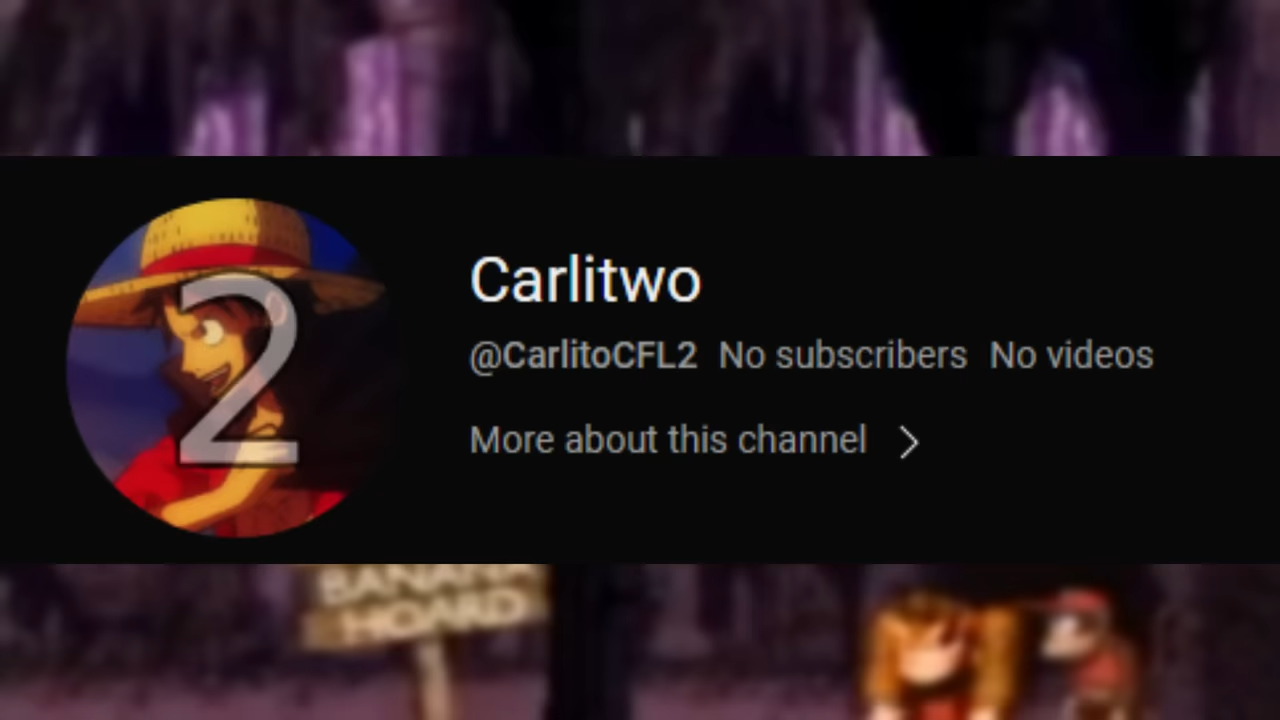 2
Carlitwo
@CarlitoCFL2 No subscribers No videos
More about this channel
BANANA
HOARD